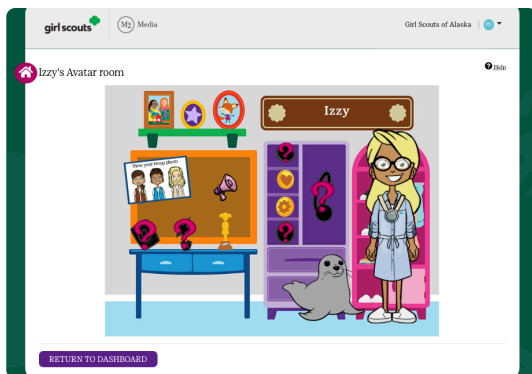 girl scouts
M2 Media
Girl Scouts of Alaska
Help
Izzy's Avatar room
Izzy
View your troop photo
RETURN TO DASHBOARD